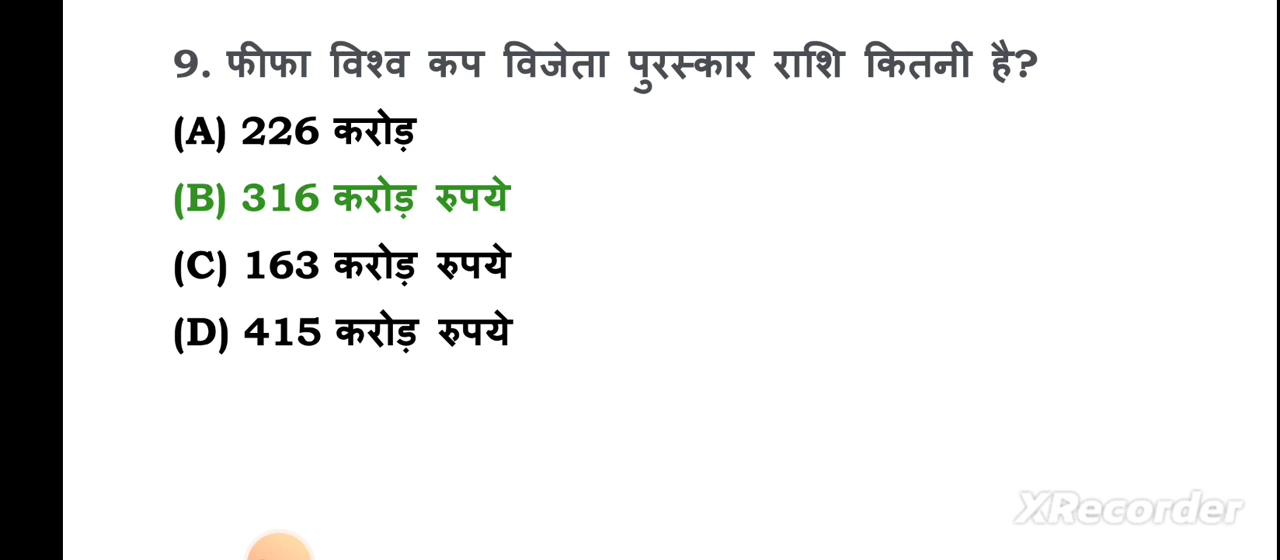 9. फीफा विश्व कप विजेता पुरस्कार राशि कितनी है?
(A) 226 करोड़
(B) 316 करोड़ रुपये
(C) 163 करोड़ रुपये
(D) 415 करोड़ रुपये
XRecorder